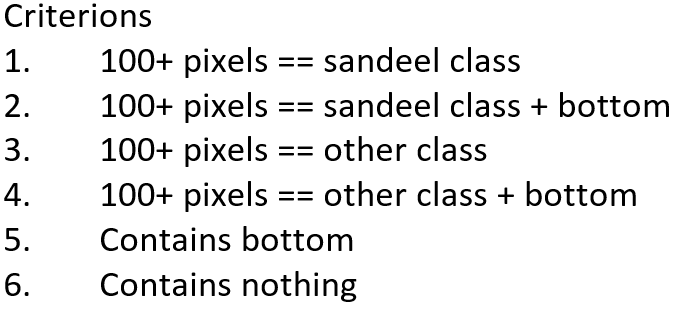 Criterions
1. 100+ pixels == sandeel class
2. 100+ pixels == sandeel class + bottom
3. 100+ pixels == other class
4. 100+ pixels == other class + bottom
5. Contains bottom
6. Contains nothing